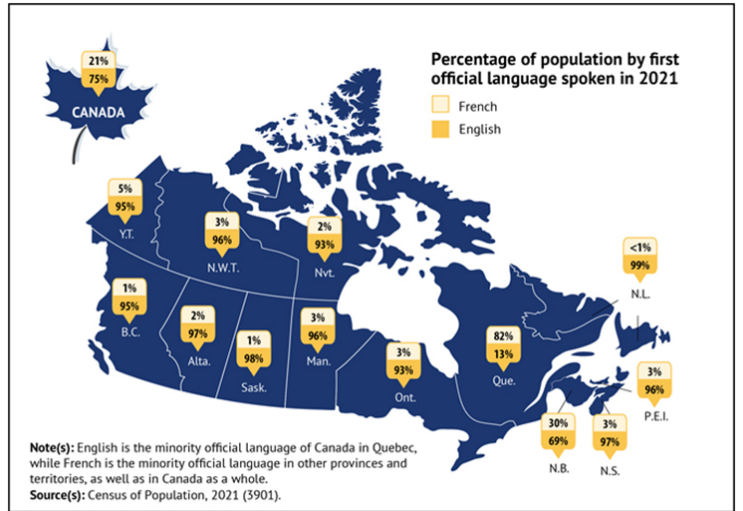 21%
75%
CANADA
Percentage of population by first
official language spoken in 2021
French
English
5%
95%
Y.T.
3%
96%
N.W.T.
2%
93%
Nvt.
<1%
99%
N.L.
1%
95%
B.C.
2%
97%
Alta.
1%
98%
Sask.
3%
96%
Man.
3%
93%
Ont.
82%
13%
Que.
3%
96%
P.E.I.
30%
69%
N.B.
3%
97%
N.S.
Note(s): English is the minority official language of Canada in Quebec,
while French is the minority official language in other provinces and
territories, as well as in Canada as a whole.
Source(s): Census of Population, 2021 (3901).